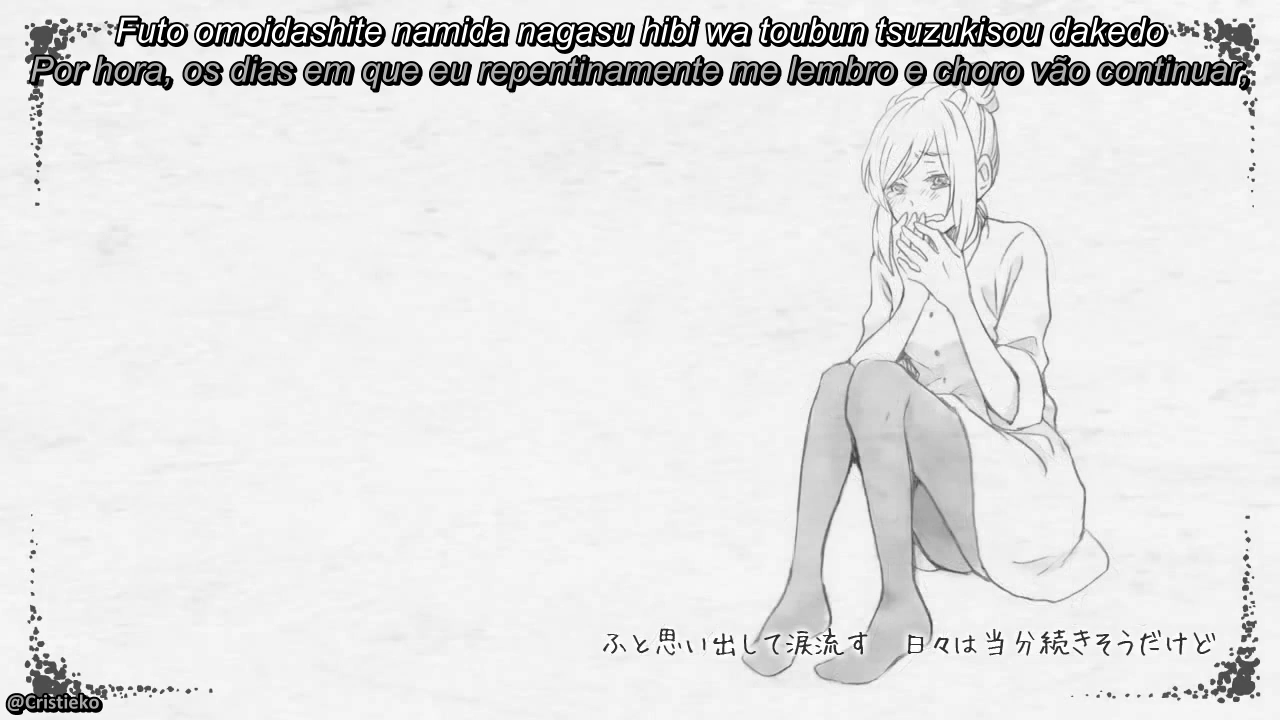 Futo omoidashite namida nagasu hibi wa toubun tsuzukisou dakedo
Por hora, os dias em que eu repentinamente me lembro e choro vão continuar,
ふと思い出して涙流す　日々は当分続きそうだけど
@Cristieko